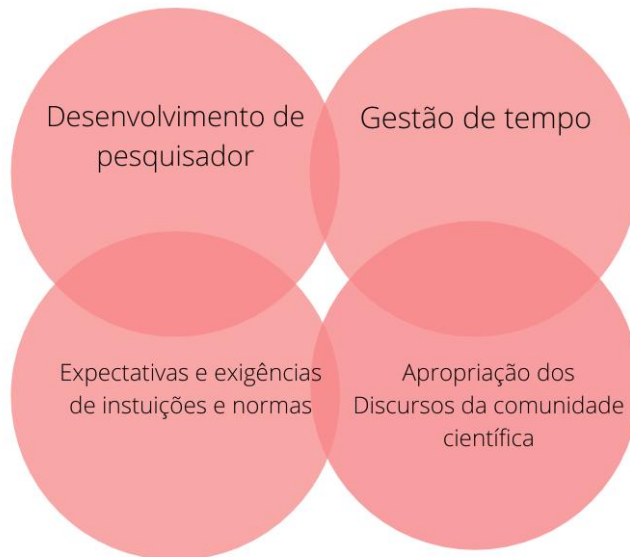 Desenvolvimento de
pesquisador
Gestão de tempo
Expectativas e exigências
de instuições e normas
Apropriação dos
Discursos da comunidade
científica